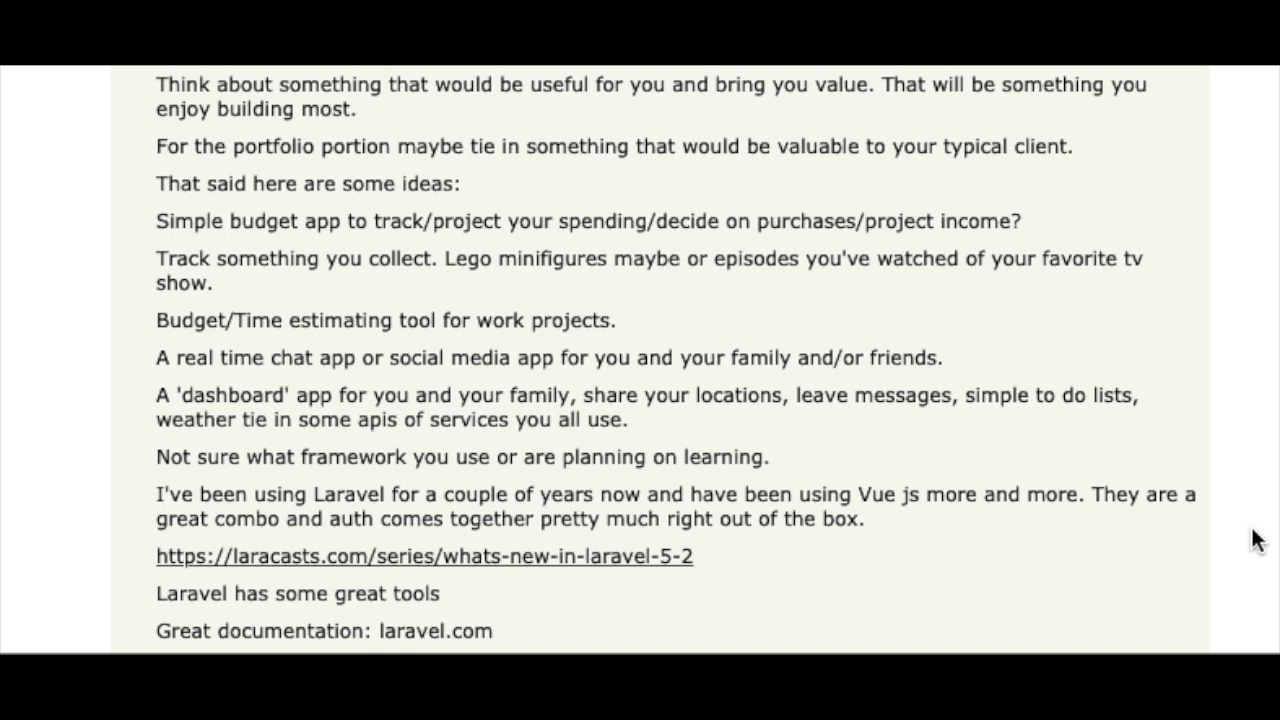 Think about something that would be useful for you and bring you value. That will be something you
enjoy building most.
For the portfolio portion maybe tie in something that would be valuable to your typical client.
That said here are some ideas:
Simple budget app to track/project your spending/decide on purchases/project income?
Track something you collect. Lego minifigures maybe or episodes you've watched of your favorite tv
show.
Budget/Time estimating tool for work projects.
A real time chat app or social media app for you and your family and/or friends.
A 'dashboard' app for you and your family, share your locations, leave messages, simple to do lists,
weather tie in some apis of services you all use.
Not sure what framework you use or are planning on learning.
I've been using Laravel for a couple of years now and have been using Vue js more and more. They are a
great combo and auth comes together pretty much right out of the box.
https://laracasts.com/series/whats-new-in-laravel-5-2
Laravel has some great tools
Great documentation: laravel.com